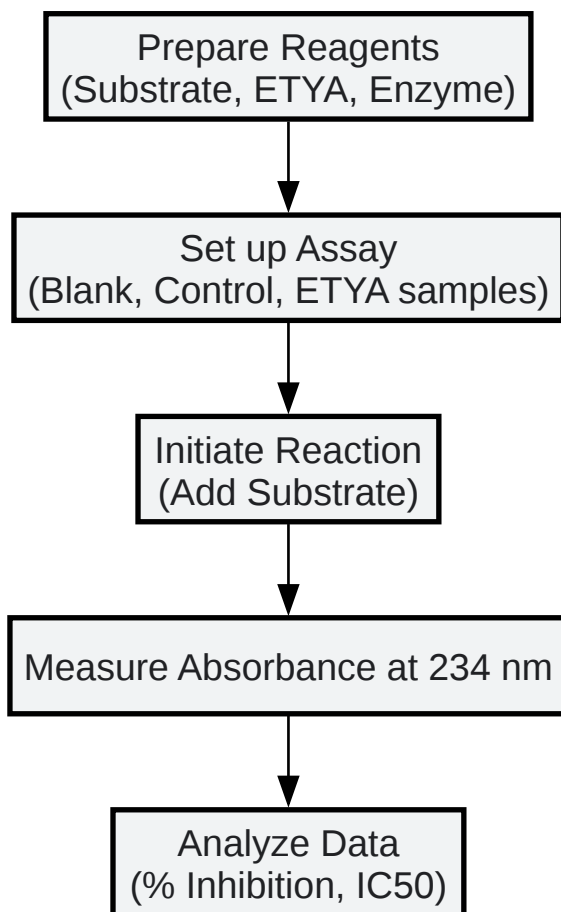 Prepare Reagents
(Substrate, ETYA, Enzyme)
Set up Assay
(Blank, Control, ETYA samples)
Initiate Reaction
(Add Substrate)
Measure Absorbance at 234 nm
Analyze Data
(% Inhibition, IC50)